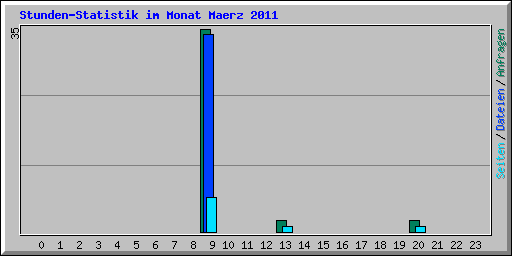 Stunden-Statistik im Monat Maerz 2011
35
Seiten/Dateien/Anfragen
0 1 2 3 4 5 6 7 8 9 10 11 12 13 14 15 16 17 18 19 20 21 22 23